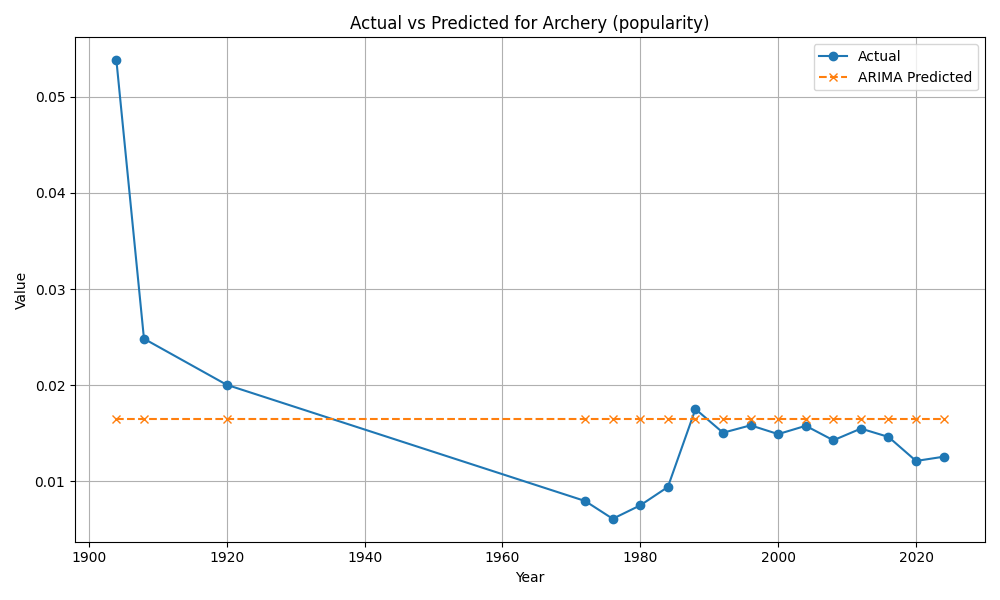 Actual vs Predicted for Archery (popularity)
Actual
ARIMA Predicted
Value
0.05
0.04
0.03
0.02
0.01
1900 1920 1940 1960 1980 2000 2020
Year